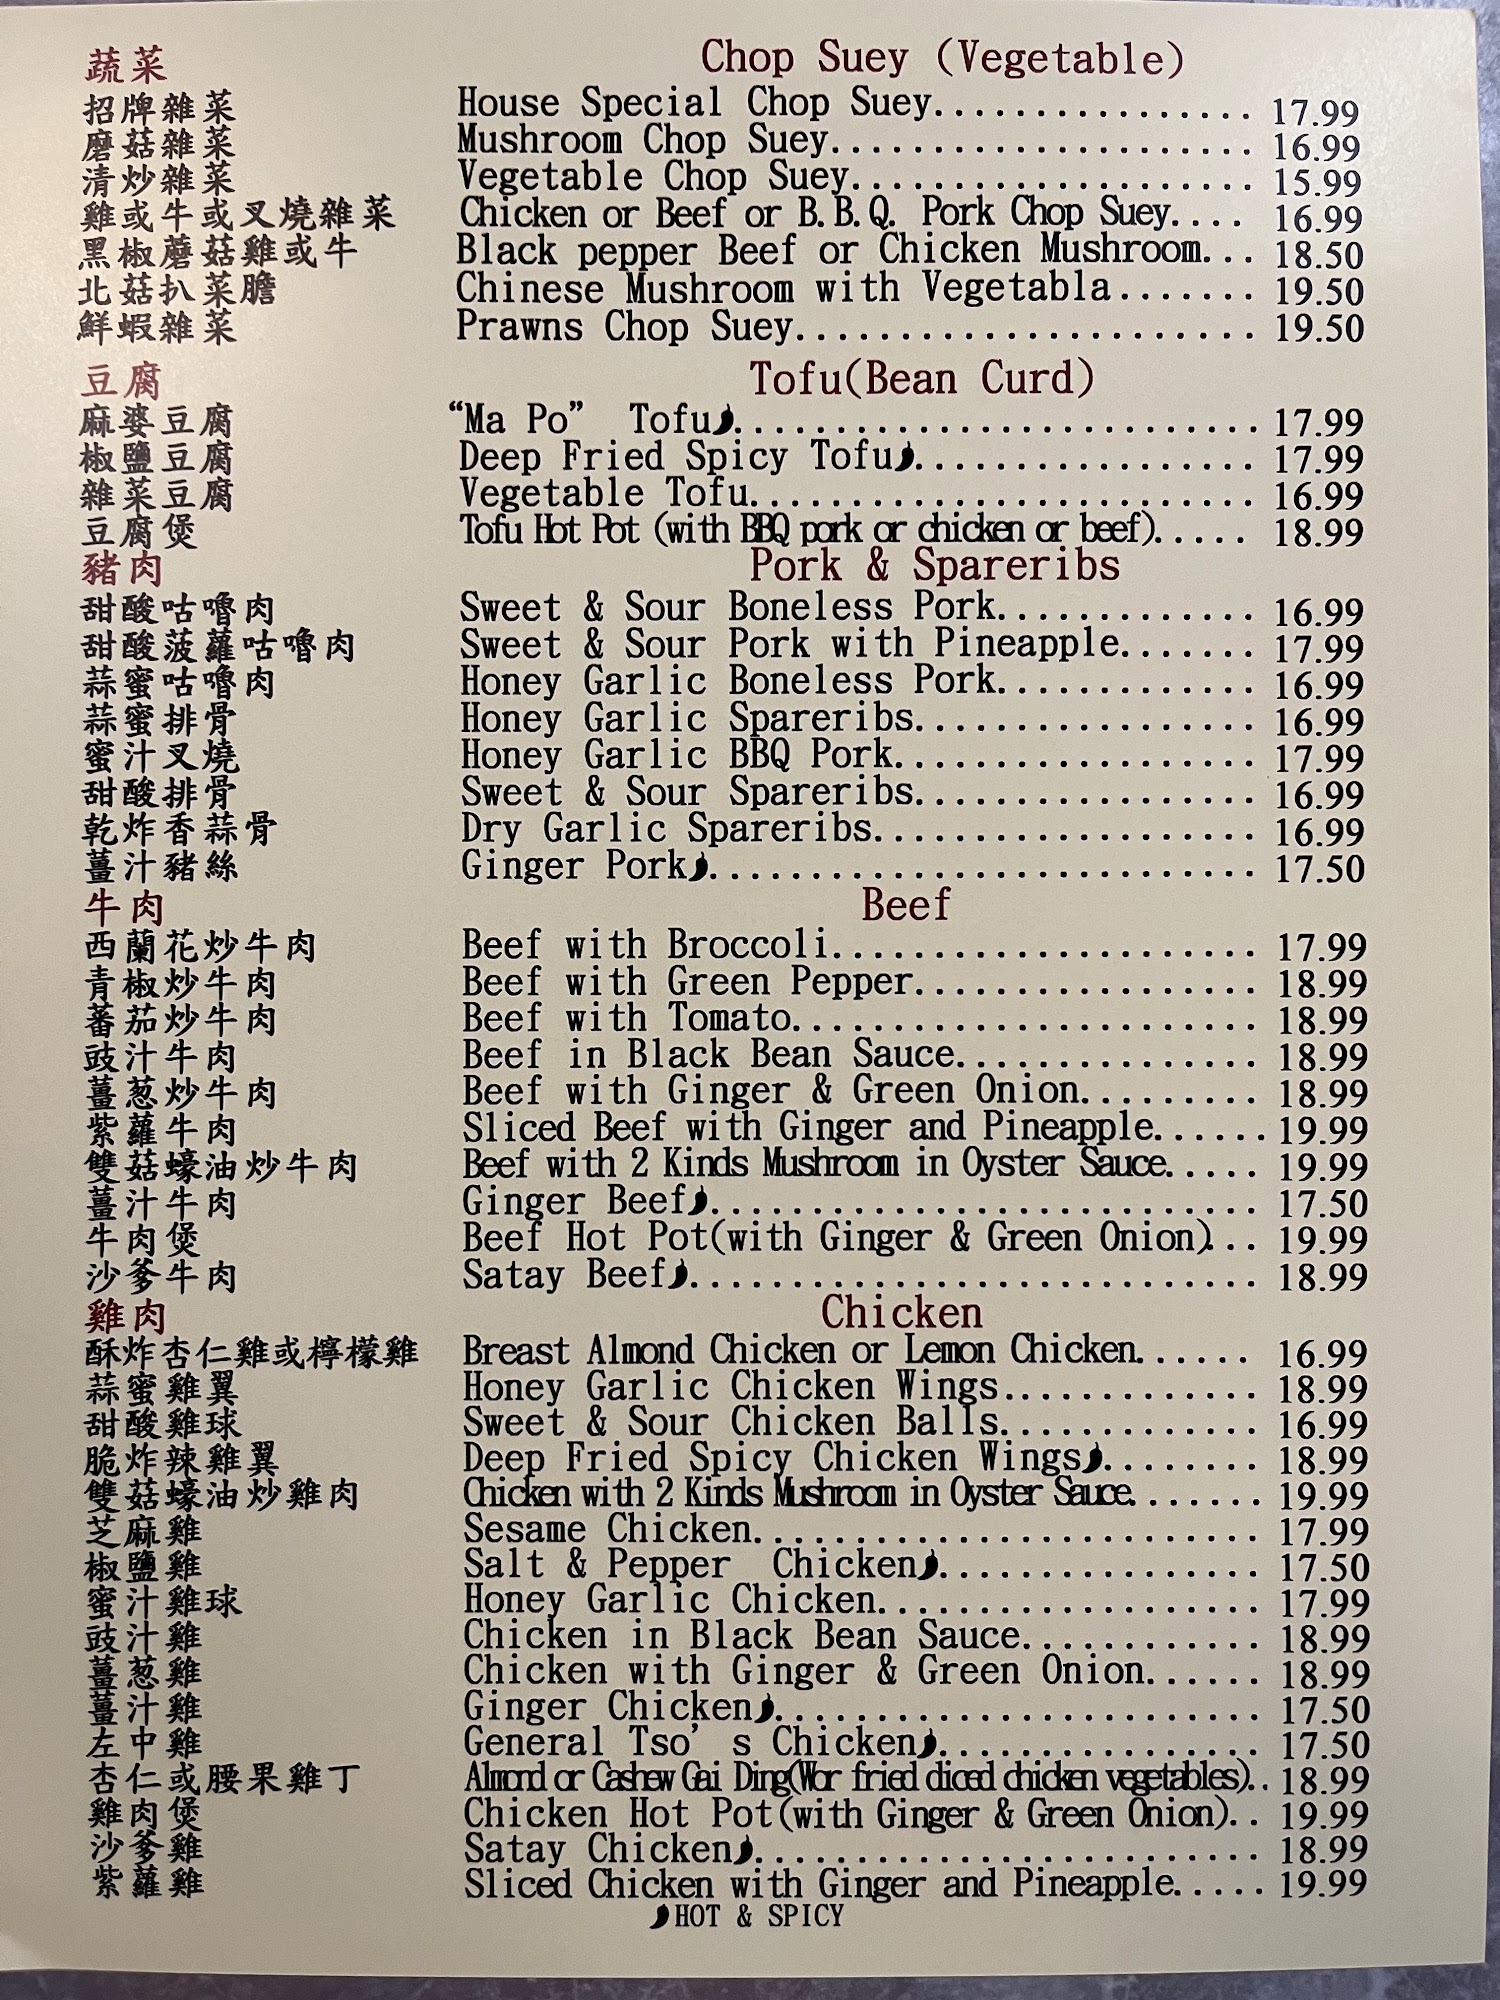 蔬菜 Chop Suey (Vegetable)
招牌雜菜 House Special Chop Suey................ 17.99
磨菇雜菜 Mushroom Chop Suey..................... 16.99
清炒雜菜 Vegetable Chop Suey.................... 15.99
雞或牛或叉燒雜菜 Chicken or Beef or B.B.Q. Pork Chop Suey.... 16.99
黑椒蘑菇雞或牛 Black pepper Beef or Chicken Mushroom... 18.50
北菇扒菜膽 Chinese Mushroom with Vegetabla....... 19.50
鮮蝦雜菜 Prawns Chop Suey....................... 19.50
豆腐 Tofu(Bean Curd)
麻婆豆腐 “Ma Po” Tofu.......................... 17.99
椒鹽豆腐 Deep Fried Spicy Tofu................. 17.99
雜菜豆腐 Vegetable Tofu......................... 16.99
豆腐煲 Tofu Hot Pot (with BBQ pork or chicken or beef)..... 18.99
豬肉 Pork & Spareribs
甜酸咕嚕肉 Sweet & Sour Boneless Pork............. 16.99
甜酸菠蘿咕嚕肉 Sweet & Sour Pork with Pineapple....... 17.99
蒜蜜咕嚕肉 Honey Garlic Boneless Pork............. 16.99
蒜蜜排骨 Honey Garlic Spareribs................. 16.99
蜜汁叉燒 Honey Garlic BBQ Pork.................. 17.99
甜酸排骨 Sweet & Sour Spareribs................. 16.99
乾炸香蒜骨 Dry Garlic Spareribs................... 16.99
薑汁豬絲 Ginger Pork........................... 17.50
牛肉 Beef
西蘭花炒牛肉 Beef with Broccoli..................... 17.99
青椒炒牛肉 Beef with Green Pepper................. 18.99
蕃茄炒牛肉 Beef with Tomato....................... 18.99
豉汁牛肉 Beef in Black Bean Sauce............... 18.99
薑葱炒牛肉 Beef with Ginger & Green Onion......... 18.99
紫蘿牛肉 Sliced Beef with Ginger and Pineapple...... 19.99
雙菇蠔油炒牛肉 Beef with 2 Kinds Mushroom in Oyster Sauce..... 19.99
薑汁牛肉 Ginger Beef........................... 17.50
牛肉煲 Beef Hot Pot(with Ginger & Green Onion)... 19.99
沙爹牛肉 Satay Beef............................ 18.99
雞肉 Chicken
酥炸杏仁雞或檸檬雞 Breast Almond Chicken or Lemon Chicken...... 16.99
蒜蜜雞翼 Honey Garlic Chicken Wings............. 18.99
甜酸雞球 Sweet & Sour Chicken Balls............. 16.99
脆炸辣雞翼 Deep Fried Spicy Chicken Wings........ 18.99
雙菇蠔油炒雞肉 Chicken with 2 Kinds Mushroom in Oyster Sauce....... 19.99
芝麻雞 Sesame Chicken......................... 17.99
椒鹽雞 Salt & Pepper Chicken................ 17.50
蜜汁雞球 Honey Garlic Chicken................... 17.99
豉汁雞 Chicken in Black Bean Sauce............ 18.99
薑葱雞 Chicken with Ginger & Green Onion...... 18.99
薑汁雞 Ginger Chicken........................ 17.50
左中雞 General Tso’s Chicken................ 17.50
杏仁或腰果雞丁 Almond or Cashew Gai Ding(Wor fried diced chicken vegetables).. 18.99
雞肉煲 Chicken Hot Pot(with Ginger & Green Onion).. 19.99
沙爹雞 Satay Chicken......................... 18.99
紫蘿雞 Sliced Chicken with Ginger and Pineapple..... 19.99
HOT & SPICY